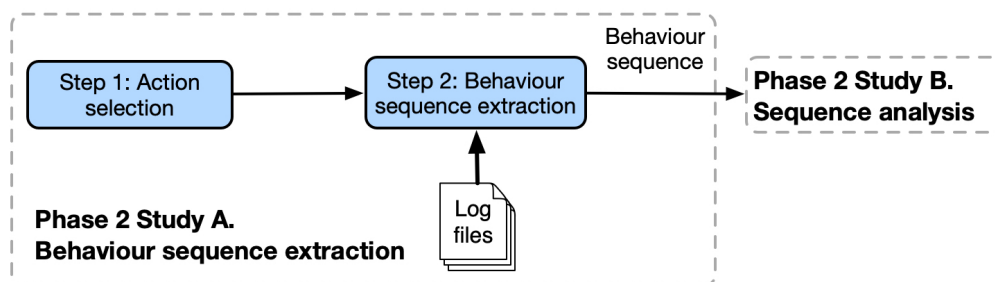 Step 1: Action
selection
Step 2: Behaviour
sequence extraction
Behaviour
sequence
Phase 2 Study B.
Sequence analysis
Log
files
Phase 2 Study A.
Behaviour sequence extraction